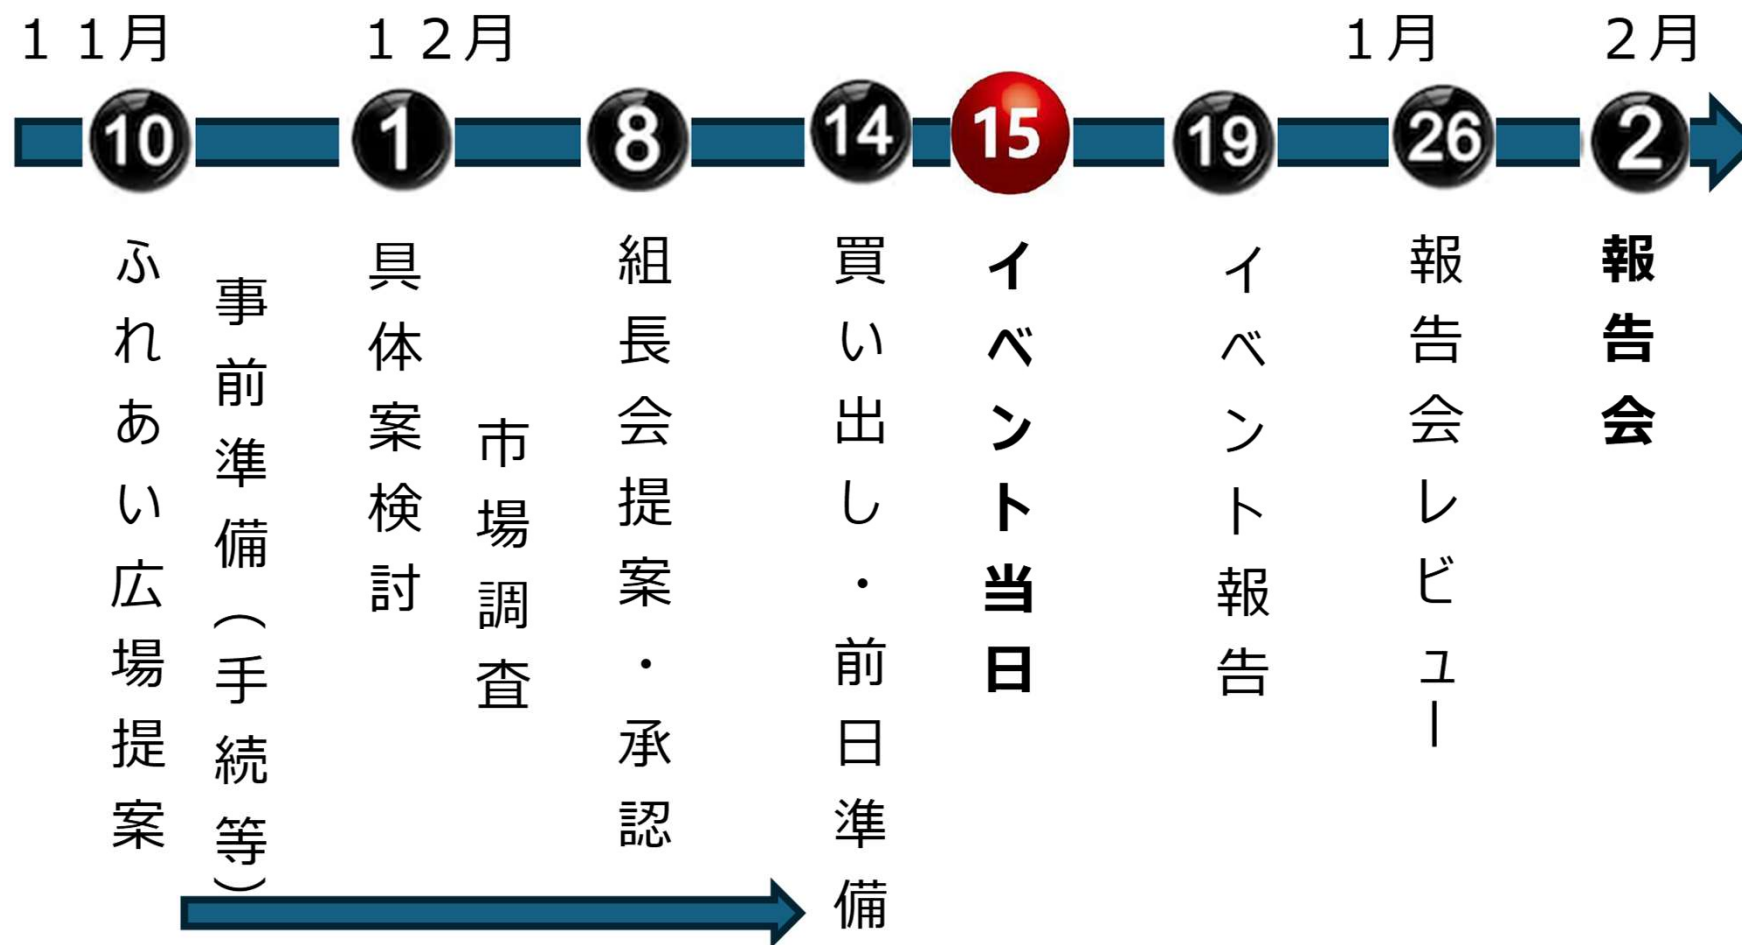 １１月
１２月
１月
２月
10
1
8
14
15
19
26
2
ふれあい広場提案
事前準備（手続等）
具体案検討
市場調査
組長会提案・承認
買い出し・前日準備
イベント当日
イベント報告
報告会レビュー
報告会